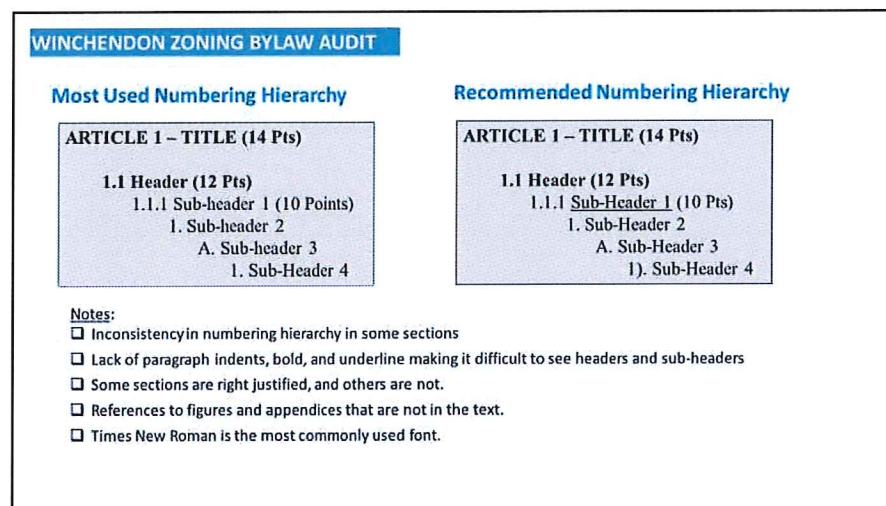 WINCHENDON ZONING BYLAW AUDIT
Most Used Numbering Hierarchy
ARTICLE 1 – TITLE (14 Pts)
1.1 Header (12 Pts)
1.1.1 Sub-header 1 (10 Points)
1. Sub-header 2
A. Sub-header 3
1. Sub-Header 4
Recommended Numbering Hierarchy
ARTICLE 1 – TITLE (14 Pts)
1.1 Header (12 Pts)
1.1.1 Sub-Header 1 (10 Pts)
1. Sub-Header 2
A. Sub-Header 3
1). Sub-Header 4
Notes:
❑ Inconsistency in numbering hierarchy in some sections
❑ Lack of paragraph indents, bold, and underline making it difficult to see headers and sub-headers
❑ Some sections are right justified, and others are not.
❑ References to figures and appendices that are not in the text.
❑ Times New Roman is the most commonly used font.